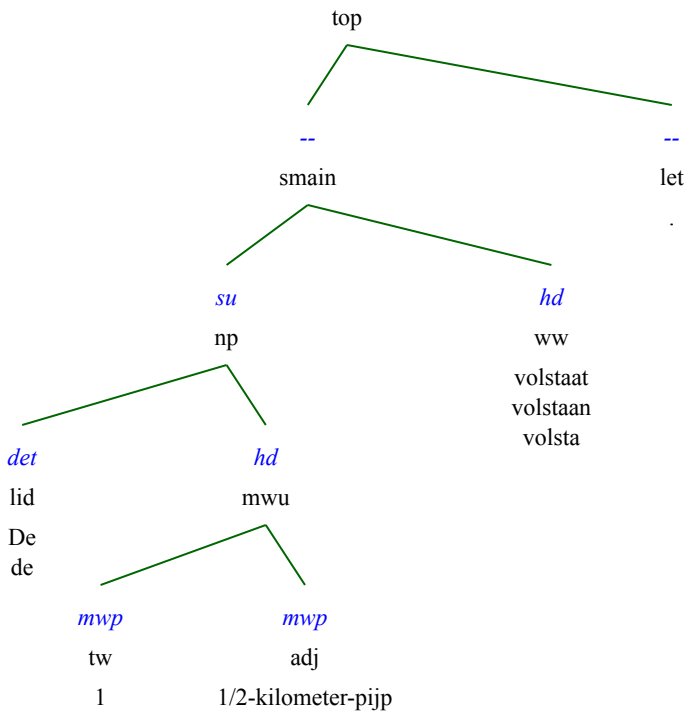 top
-- --
smain let
.
su hd
np ww
volstaat
volstaan
volsta
det hd
lid mwu
De
de
mwp mwp
tw adj
1 1/2-kilometer-pijp